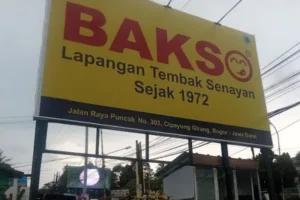 BAKSO
Lapangan Tembak Senayan
Sejak 1972
Jalan Raya Puncak No. 303, Cipayung Girang, Bogor - Jawa Barat